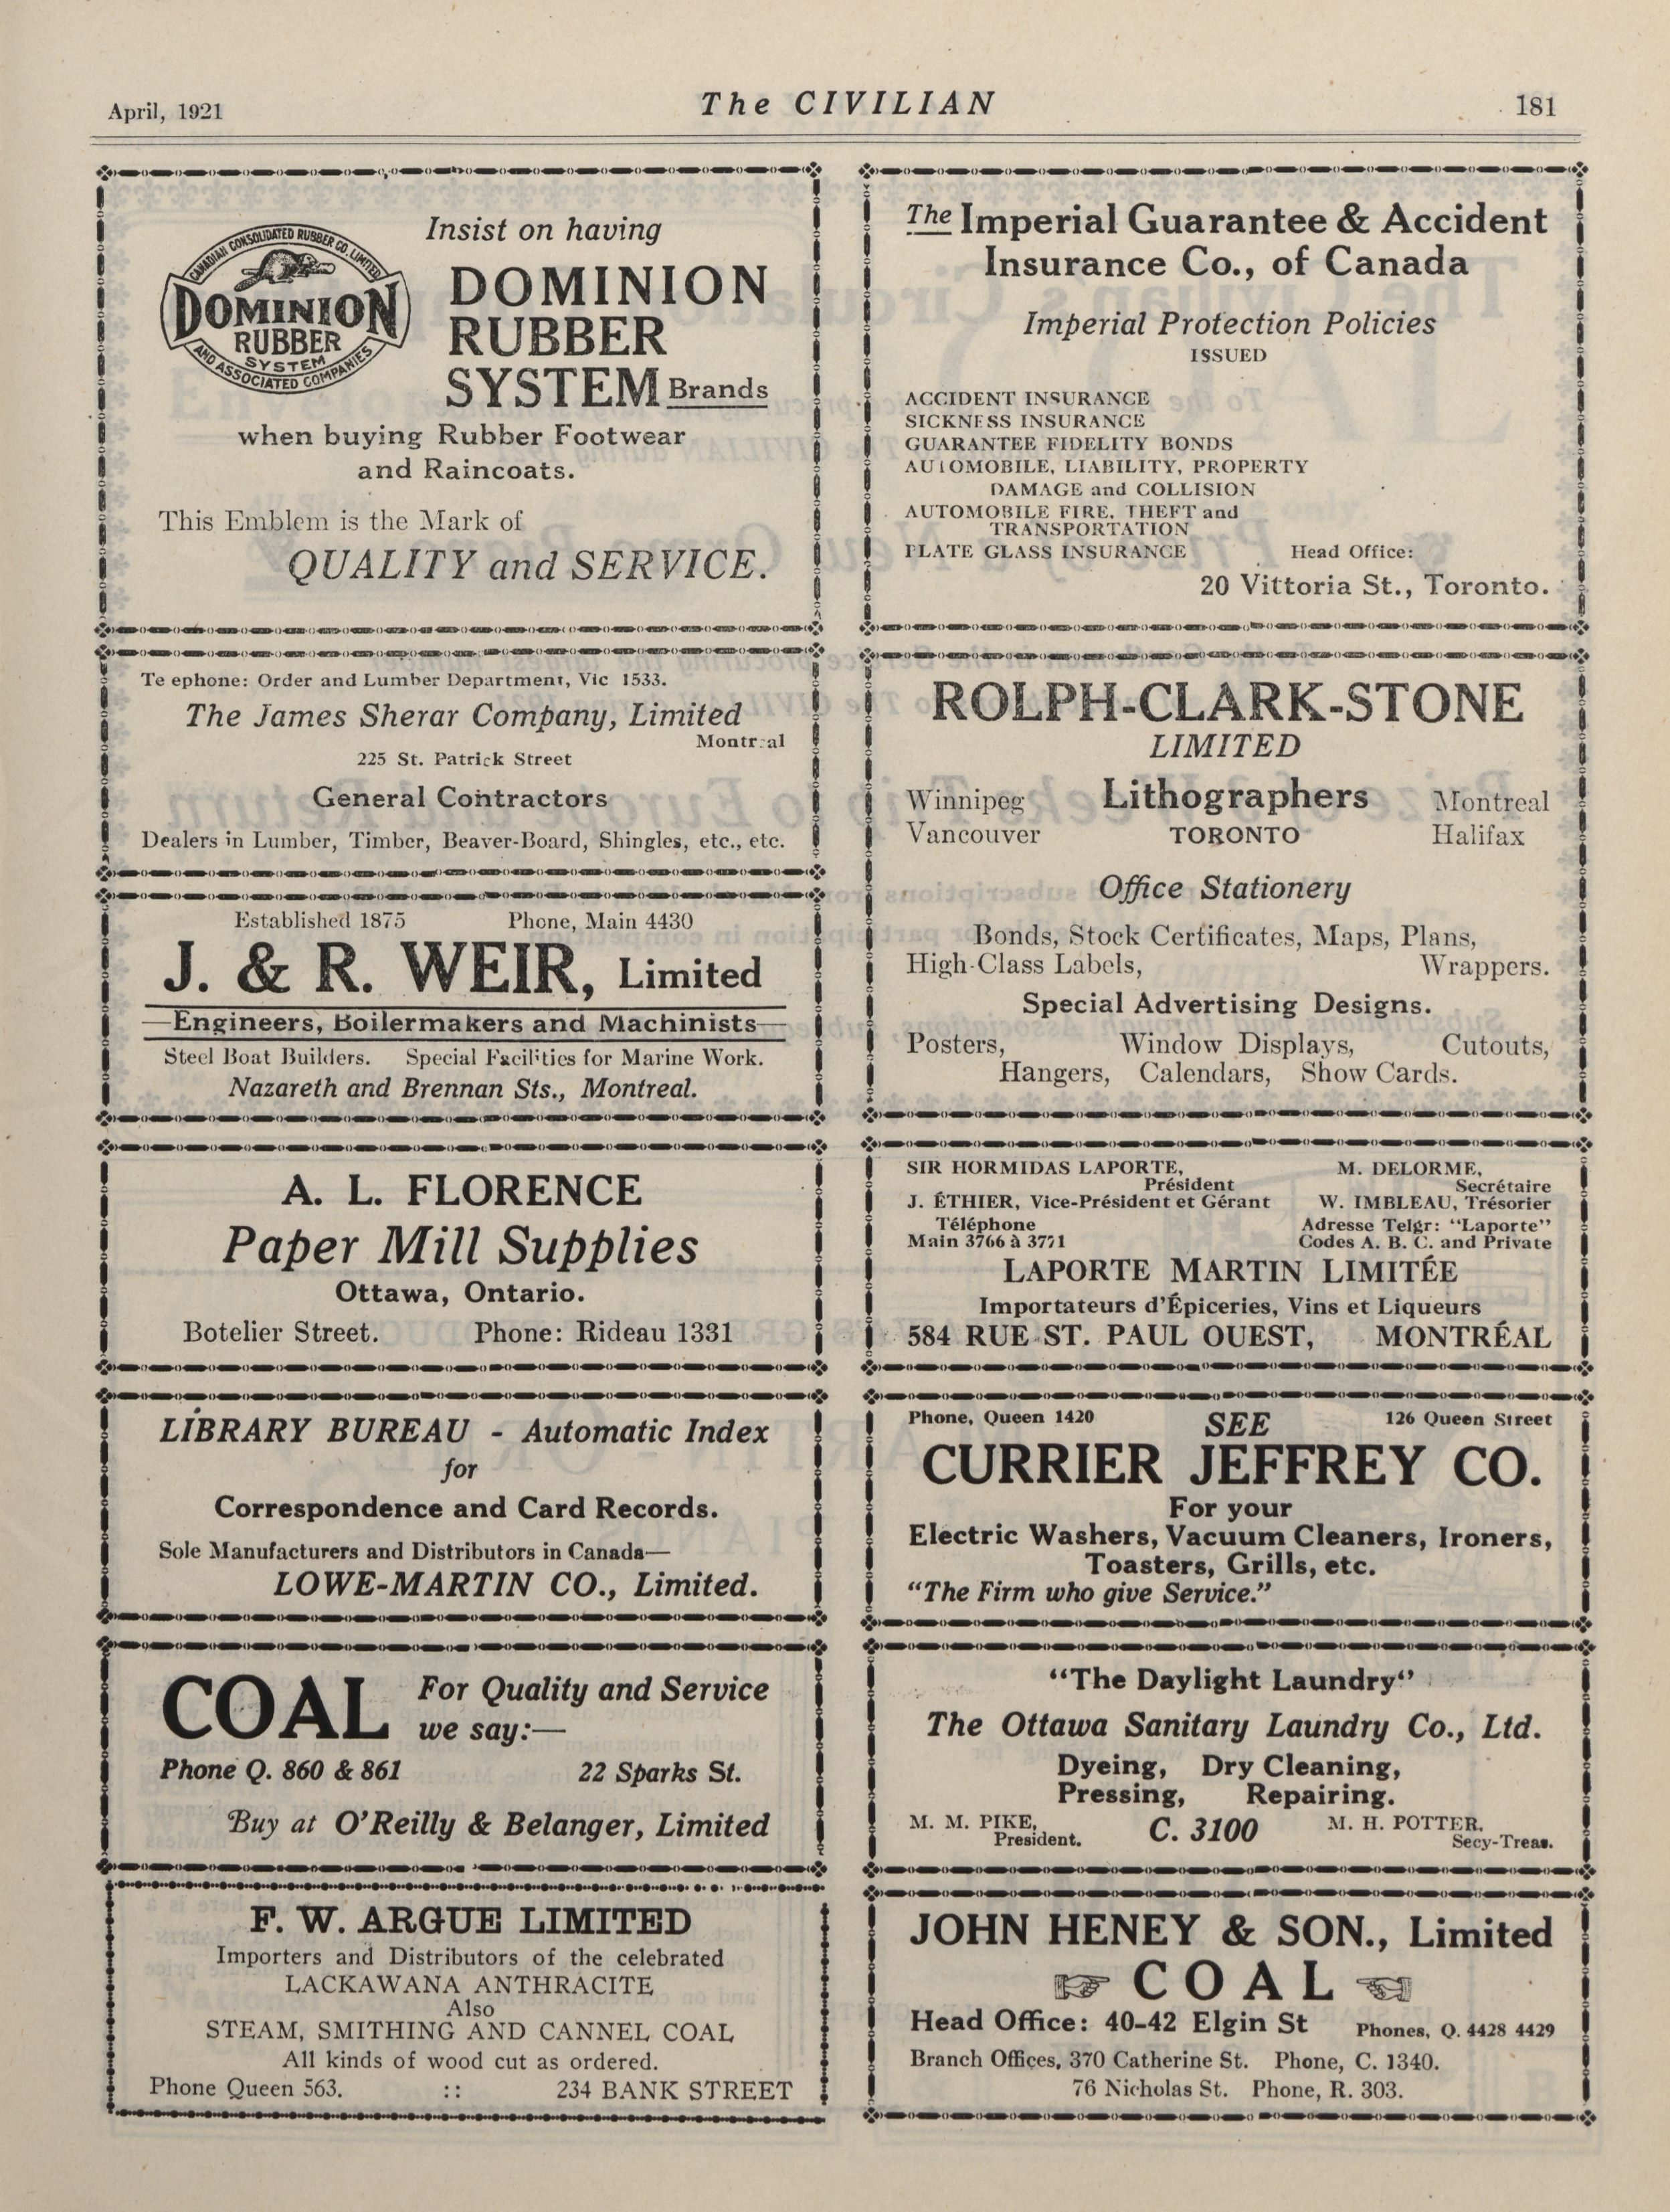 April, 1921
The CIVILIAN
181
CANADIAN CONSOLIDATED RUBBER CO. LIMITED
DOMINION
RUBBER
SYSTEM
AND ASSOCIATED COMPANIES
Insist on having
DOMINION
RUBBER
SYSTEM Brands
when buying Rubber Footwear
and Raincoats.
This Emblem is the Mark of
QUALITY and SERVICE.
Te ephone: Order and Lumber Department, Vic 1533.
The James Sherar Company, Limited
Montr al
225 St. Patrick Street
General Contractors
Dealers in Lumber, Timber, Beaver-Board, Shingles, etc., etc.
Established 1875 Phone, Main 4430
J. & R. WEIR, Limited
Engineers, Boilermakers and Machinists
Steel Boat Builders. Special Facilities for Marine Work.
Nazareth and Brennan Sts., Montreal.
A. L. FLORENCE
Paper Mill Supplies
Ottawa, Ontario.
Botelier Street. Phone: Rideau 1331
LIBRARY BUREAU - Automatic Index
for
Correspondence and Card Records.
Sole Manufacturers and Distributors in Canada—
LOWE-MARTIN CO., Limited.
COAL For Quality and Service
we say:—
Phone Q. 860 & 861 22 Sparks St.
Buy at O'Reilly & Belanger, Limited
F. W. ARGUE LIMITED
Importers and Distributors of the celebrated
LACKAWANA ANTHRACITE
Also
STEAM, SMITHING AND CANNEL COAL
All kinds of wood cut as ordered.
Phone Queen 563. :: 234 BANK STREET
The Imperial Guarantee & Accident
Insurance Co., of Canada
Imperial Protection Policies
ISSUED
ACCIDENT INSURANCE
SICKNESS INSURANCE
GUARANTEE FIDELITY BONDS
AUTOMOBILE, LIABILITY, PROPERTY
DAMAGE and COLLISION
AUTOMOBILE FIRE, THEFT and
TRANSPORTATION
PLATE GLASS INSURANCE Head Office:
20 Vittoria St., Toronto.
ROLPH-CLARK-STONE
LIMITED
Winnipeg Lithographers Montreal
Vancouver TORONTO Halifax
Office Stationery
Bonds, Stock Certificates, Maps, Plans,
High-Class Labels, Wrappers.
Special Advertising Designs.
Posters, Window Displays, Cutouts,
Hangers, Calendars, Show Cards.
SIR HORMIDAS LAPORTE, M. DELORME,
Président Secrétaire
J. ÉTHIER, Vice-Président et Gérant W. IMBLEAU, Trésorier
Téléphone Adresse Telgr: "Laporte"
Main 3766 à 3771 Codes A. B. C. and Private
LAPORTE MARTIN LIMITÉE
Importateurs d'Épiceries, Vins et Liqueurs
584 RUE ST. PAUL OUEST, MONTRÉAL
Phone, Queen 1420 SEE 126 Queen Street
CURRIER JEFFREY CO.
For your
Electric Washers, Vacuum Cleaners, Ironers,
Toasters, Grills, etc.
"The Firm who give Service."
"The Daylight Laundry"
The Ottawa Sanitary Laundry Co., Ltd.
Dyeing, Dry Cleaning,
Pressing, Repairing.
M. M. PIKE, C. 3100 M. H. POTTER,
President. Secy-Treas.
JOHN HENEY & SON., Limited
COAL
Head Office: 40-42 Elgin St Phones, Q. 4428 4429
Branch Offices, 370 Catherine St. Phone, C. 1340.
76 Nicholas St. Phone, R. 303.